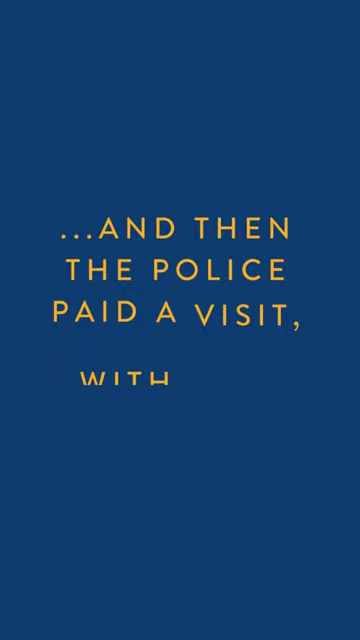 ...AND THEN
THE POLICE
PAID A VISIT,
WITH